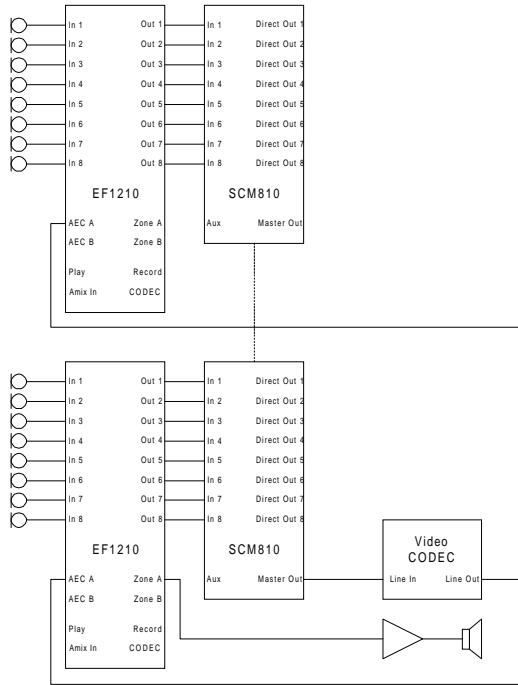 In 1 Out 1 In 1 Direct Out 1
In 2 Out 2 In 2 Direct Out 2
In 3 Out 3 In 3 Direct Out 3
In 4 Out 4 In 4 Direct Out 4
In 5 Out 5 In 5 Direct Out 5
In 6 Out 6 In 6 Direct Out 6
In 7 Out 7 In 7 Direct Out 7
In 8 Out 8 In 8 Direct Out 8
EF1210 SCM810
AEC A Zone A Aux Master Out
AEC B Zone B
Play Record
Amix In CODEC
In 1 Out 1 In 1 Direct Out 1
In 2 Out 2 In 2 Direct Out 2
In 3 Out 3 In 3 Direct Out 3
In 4 Out 4 In 4 Direct Out 4
In 5 Out 5 In 5 Direct Out 5
In 6 Out 6 In 6 Direct Out 6
In 7 Out 7 In 7 Direct Out 7
In 8 Out 8 In 8 Direct Out 8
EF1210 SCM810 Video
CODEC
AEC A Zone A Aux Master Out Line In Line Out
AEC B Zone B
Play Record
Amix In CODEC